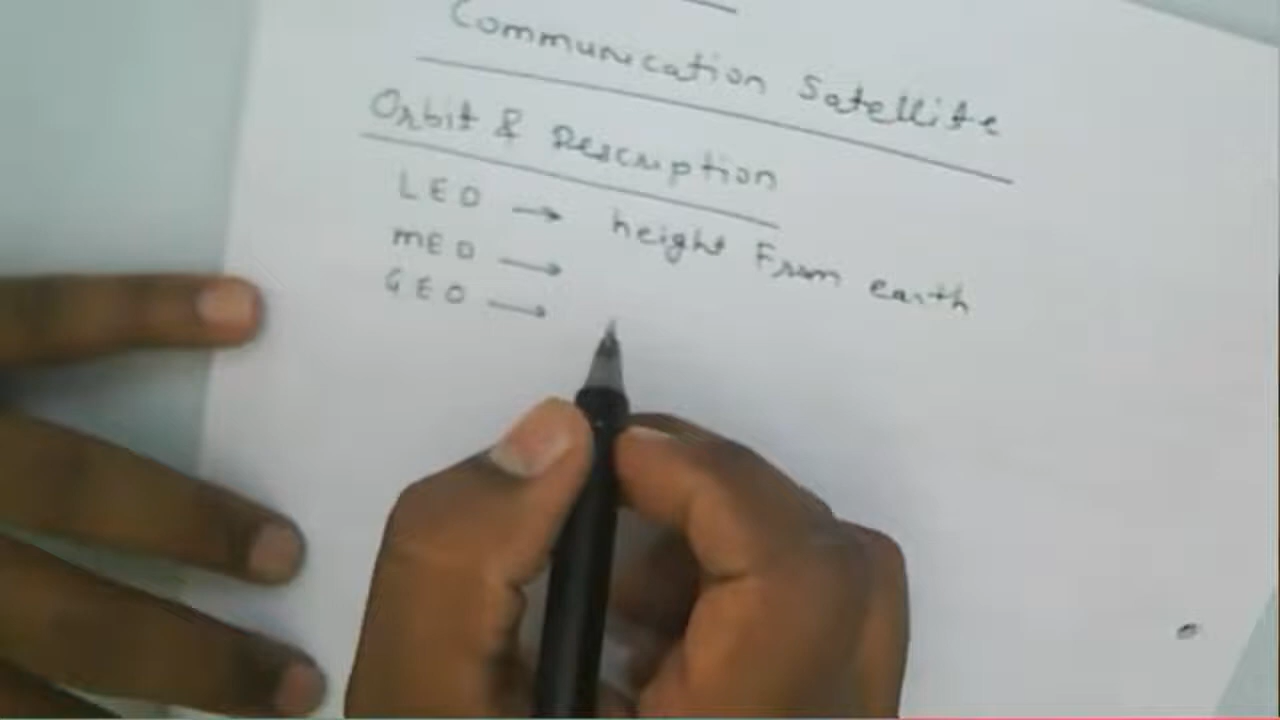 Communication Satellite
Orbit & Description
LEO → height From earth
MEO →
GEO →